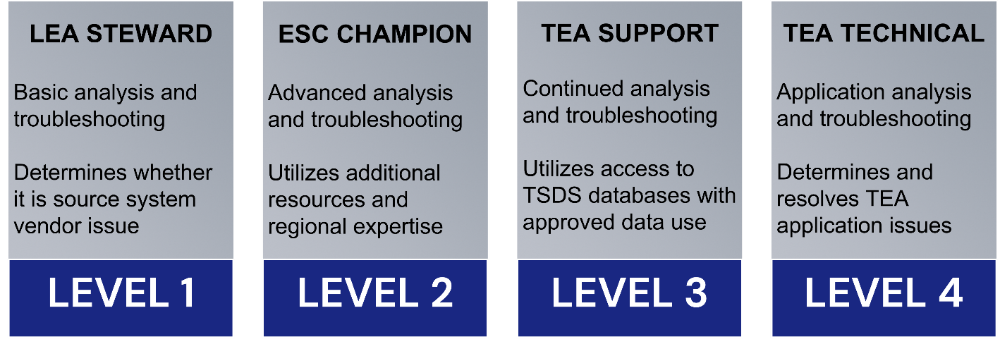 LEA STEWARD
Basic analysis and
troubleshooting
Determines whether
it is source system
vendor issue
LEVEL 1
ESC CHAMPION
Advanced analysis
and troubleshooting
Utilizes additional
resources and
regional expertise
LEVEL 2
TEA SUPPORT
Continued analysis
and troubleshooting
Utilizes access to
TSDS databases with
approved data use
LEVEL 3
TEA TECHNICAL
Application analysis
and troubleshooting
Determines and
resolves TEA
application issues
LEVEL 4